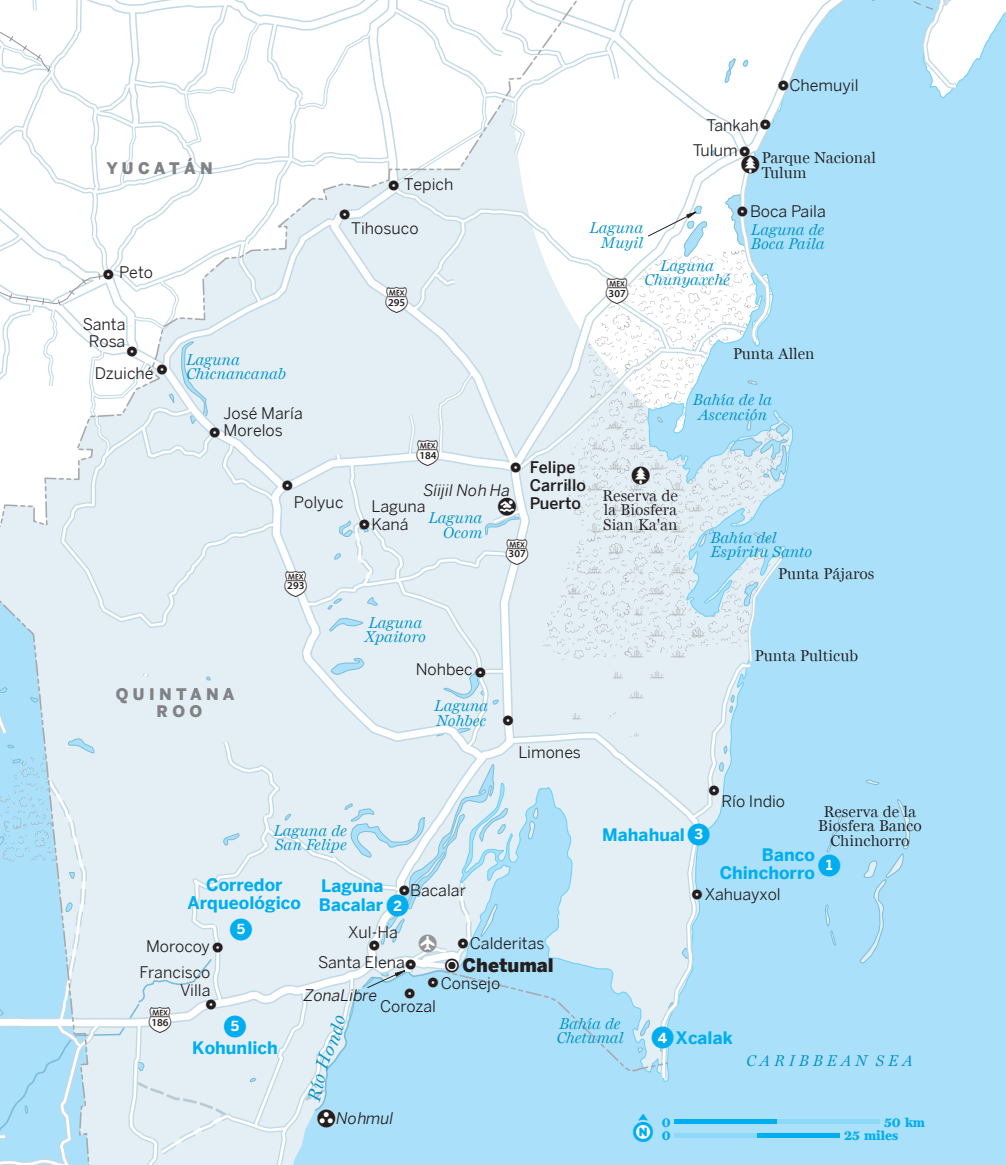 Chemuyil
Tankah
Tulum
Parque Nacional
Tulum
YUCATÁN
Tepich
Tihosuco
Boca Paila
Laguna
Muyil
Laguna de
Boca Paila
Peto
Laguna
Chunyaxché
MEX
295
MEX
307
Santa
Rosa
Dzuiché
Laguna
Chicnancanab
Punta Allen
Bahía de la
Ascención
José María
Morelos
MEX
184
Felipe
Carrillo
Puerto
Polyuc
Síijil Noh Ha
Laguna
Kaná
Laguna
Ocom
Reserva de
la Biosfera
Sian Ka'an
Bahía del
Espíritu Santo
MEX
307
MEX
293
Punta Pájaros
Laguna
Xpaitoro
Punta Pulticub
Nohbec
QUINTANA
ROO
Laguna
Nohbec
Limones
Río Indio
Mahahual
3
Reserva de la
Biosfera Banco
Chinchorro
Banco
Chinchorro
1
Laguna de
San Felipe
Corredor
Arqueológico
5
Laguna
Bacalar
2
Bacalar
Xahuayxol
Xul-Ha
Calderitas
Morocoy
Santa Elena
Chetumal
Francisco
Villa
ZonaLibre
Consejo
Corozal
MEX
186
5
Kohunlich
Río Hondo
Bahía de
Chetumal
4
Xcalak
CARIBBEAN SEA
Nohmul
N
0
50 km
0
25 miles